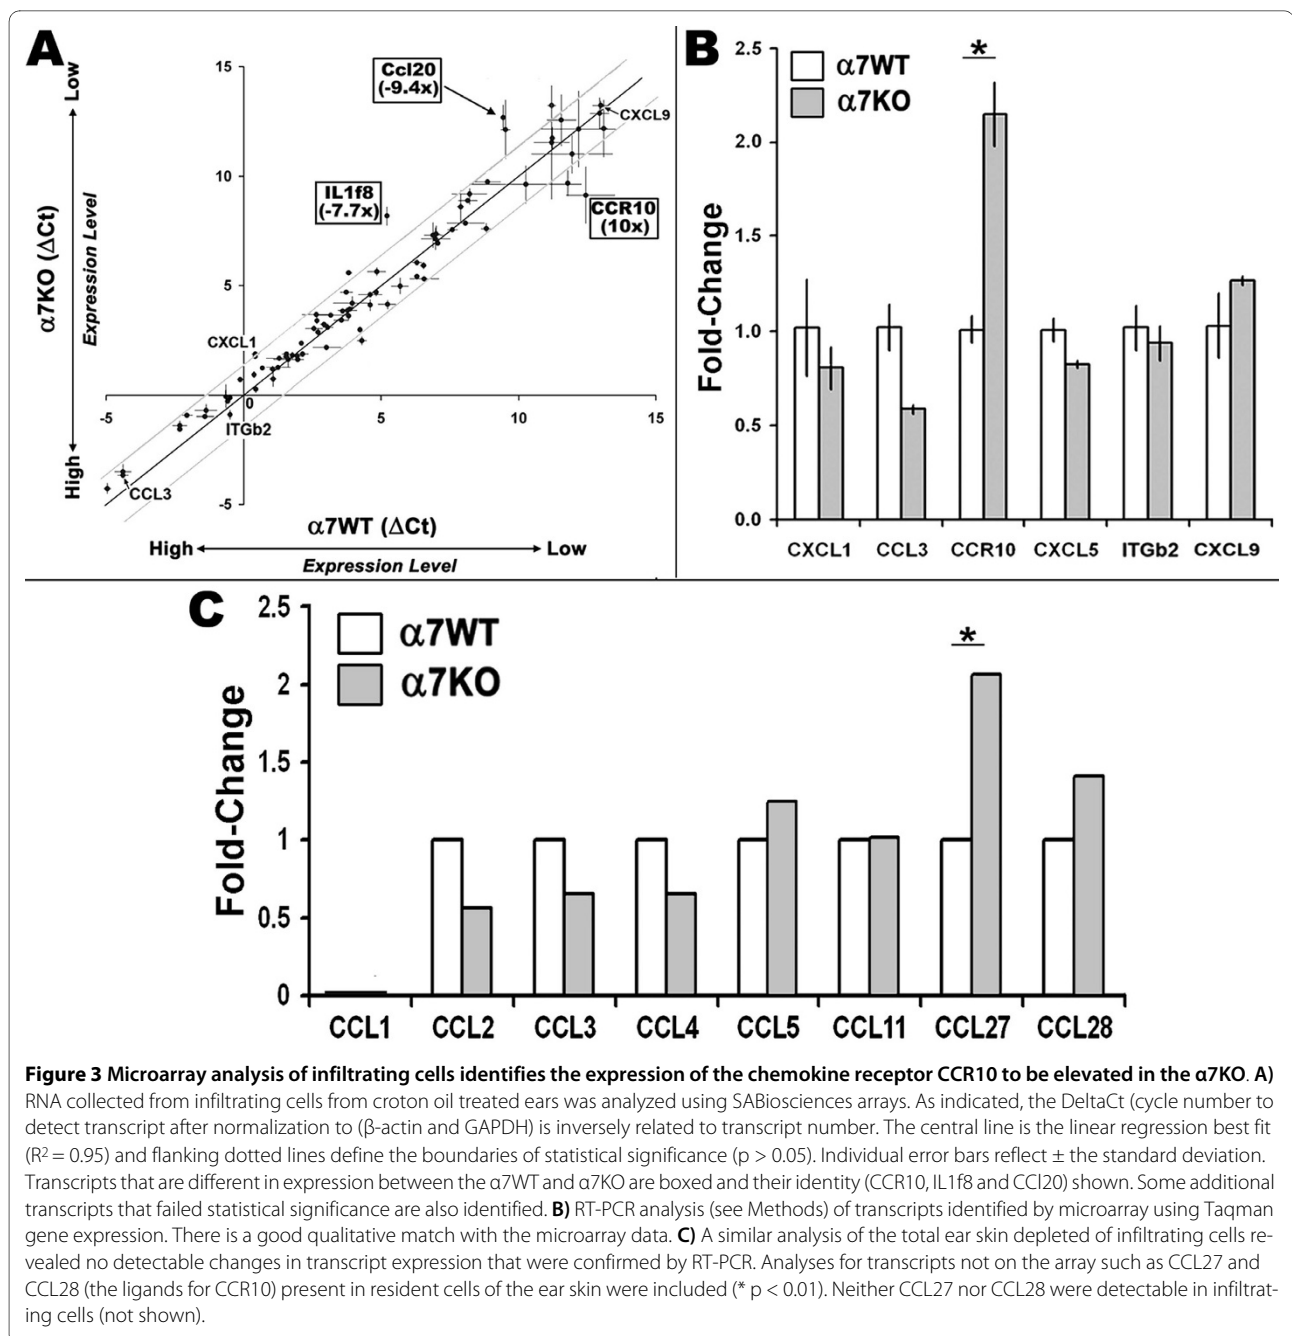 A
Low
High
α7KO (ΔCt)
Expression Level
15
10
5
-5
0
-5
5
10
15
Ccl20
(-9.4x)
CXCL9
IL1f8
(-7.7x)
CCR10
(10x)
CXCL1
ITGb2
CCL3
α7WT (ΔCt)
High
Low
Expression Level
B
Fold-Change
2.5
2.0
1.5
1.0
0.5
0.0
α7WT
α7KO
*
CXCL1 CCL3 CCR10 CXCL5 ITGb2 CXCL9
C
Fold-Change
2.5
2
1.5
1
0.5
0
α7WT
α7KO
*
CCL1 CCL2 CCL3 CCL4 CCL5 CCL11 CCL27 CCL28
Figure 3 Microarray analysis of infiltrating cells identifies the expression of the chemokine receptor CCR10 to be elevated in the α7KO. A)
RNA collected from infiltrating cells from croton oil treated ears was analyzed using SABiosciences arrays. As indicated, the DeltaCt (cycle number to
detect transcript after normalization to (β-actin and GAPDH) is inversely related to transcript number. The central line is the linear regression best fit
(R² = 0.95) and flanking dotted lines define the boundaries of statistical significance (p > 0.05). Individual error bars reflect ± the standard deviation.
Transcripts that are different in expression between the α7WT and α7KO are boxed and their identity (CCR10, IL1f8 and CCl20) shown. Some additional
transcripts that failed statistical significance are also identified. B) RT-PCR analysis (see Methods) of transcripts identified by microarray using Taqman
gene expression. There is a good qualitative match with the microarray data. C) A similar analysis of the total ear skin depleted of infiltrating cells re-
vealed no detectable changes in transcript expression that were confirmed by RT-PCR. Analyses for transcripts not on the array such as CCL27 and
CCL28 (the ligands for CCR10) present in resident cells of the ear skin were included (* p < 0.01). Neither CCL27 nor CCL28 were detectable in infiltrat-
ing cells (not shown).